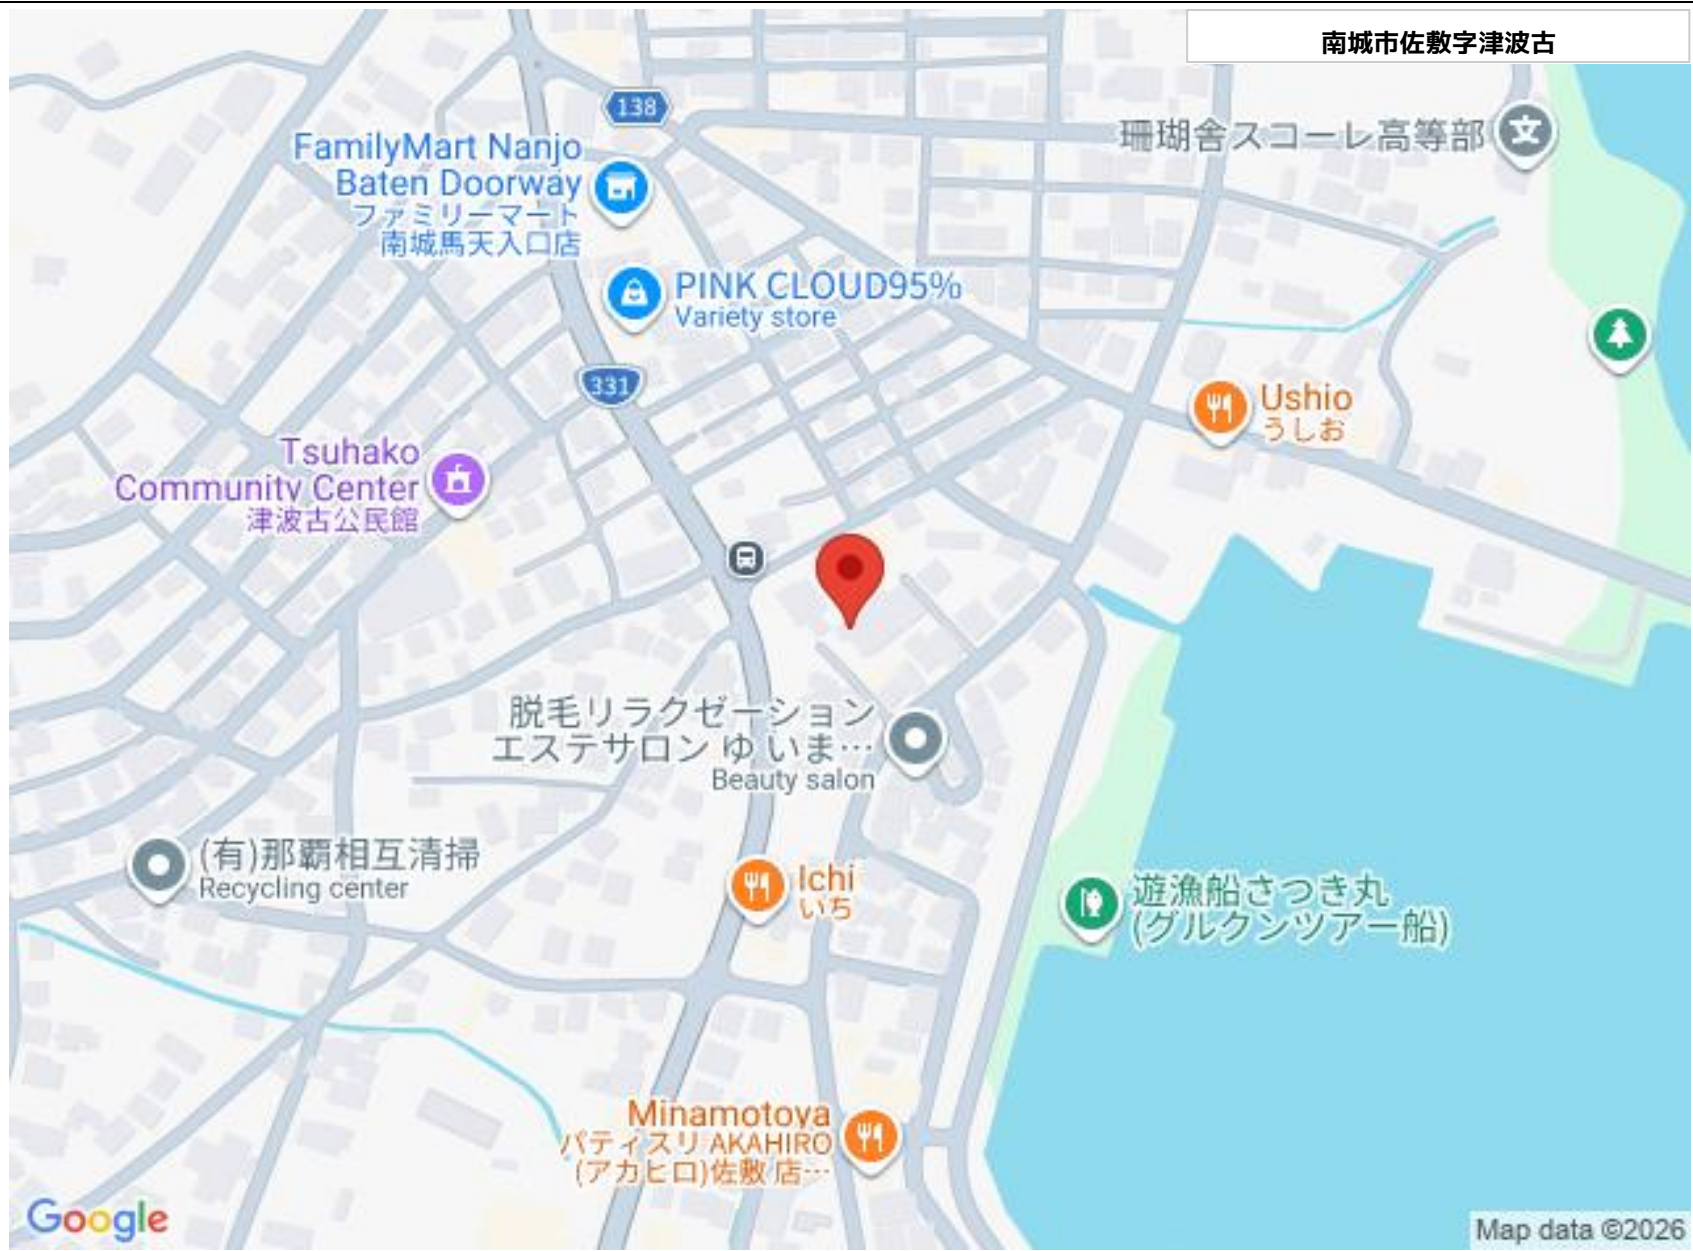 南城市佐敷字津波古
138
珊瑚舎スコーレ高等部
FamilyMart Nanjo
Baten Doorway
ファミリーマート
南城馬天入口店
PINK CLOUD95%
Variety store
331
Ushio
うしお
Tsuhako
Community Center
津波古公民館
脱毛リラクゼーション
エステサロン ゆ いま…
Beauty salon
(有)那覇相互清掃
Recycling center
Ichi
いち
遊漁船さつき丸
(グルクンツアー船)
Minamotoya
パティスリ AKAHIRO
(アカヒロ)佐敷 店…
Google
Map data ©2026